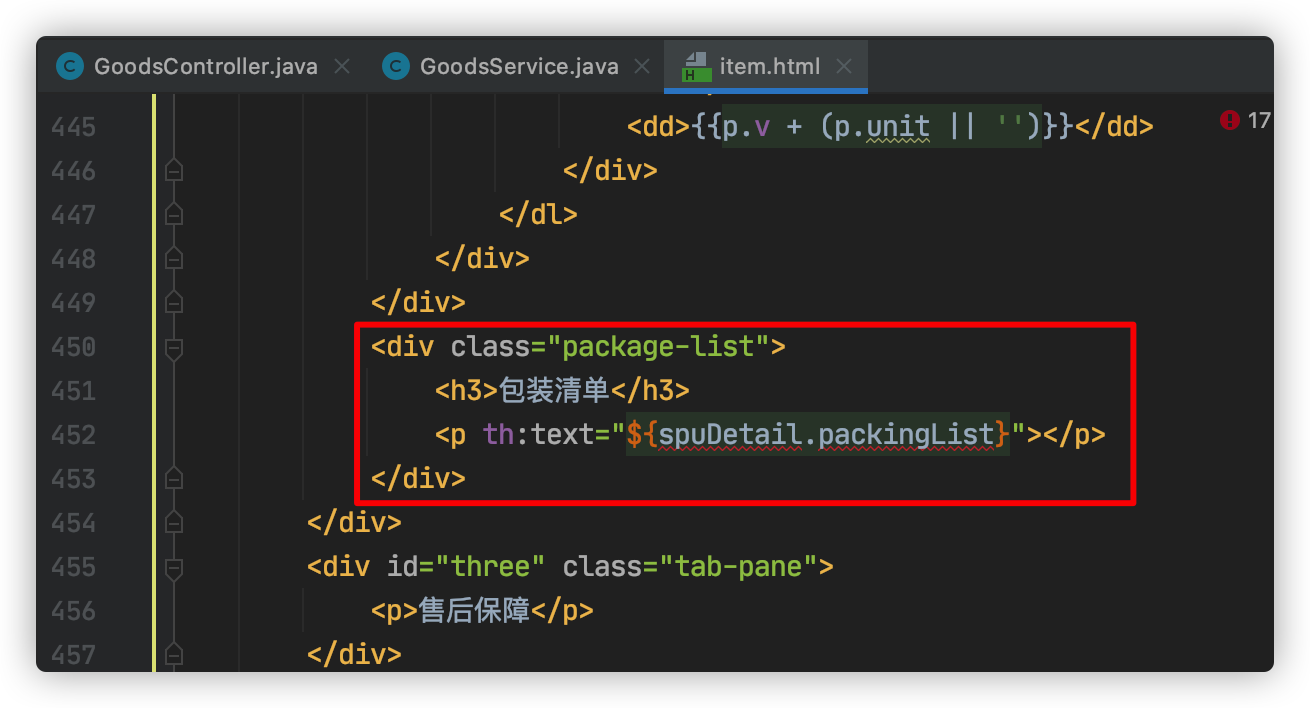 GoodsController.java GoodsService.java item.html
445 <dd>{{p.v + (p.unit || '')}}</dd> 17
446 </div>
447 </dl>
448 </div>
449 </div>
450 <div class="package-list">
451 <h3>包装清单</h3>
452 <p th:text="${spuDetail.packingList}"></p>
453 </div>
454 </div>
455 <div id="three" class="tab-pane">
456 <p>售后保障</p>
457 </div>